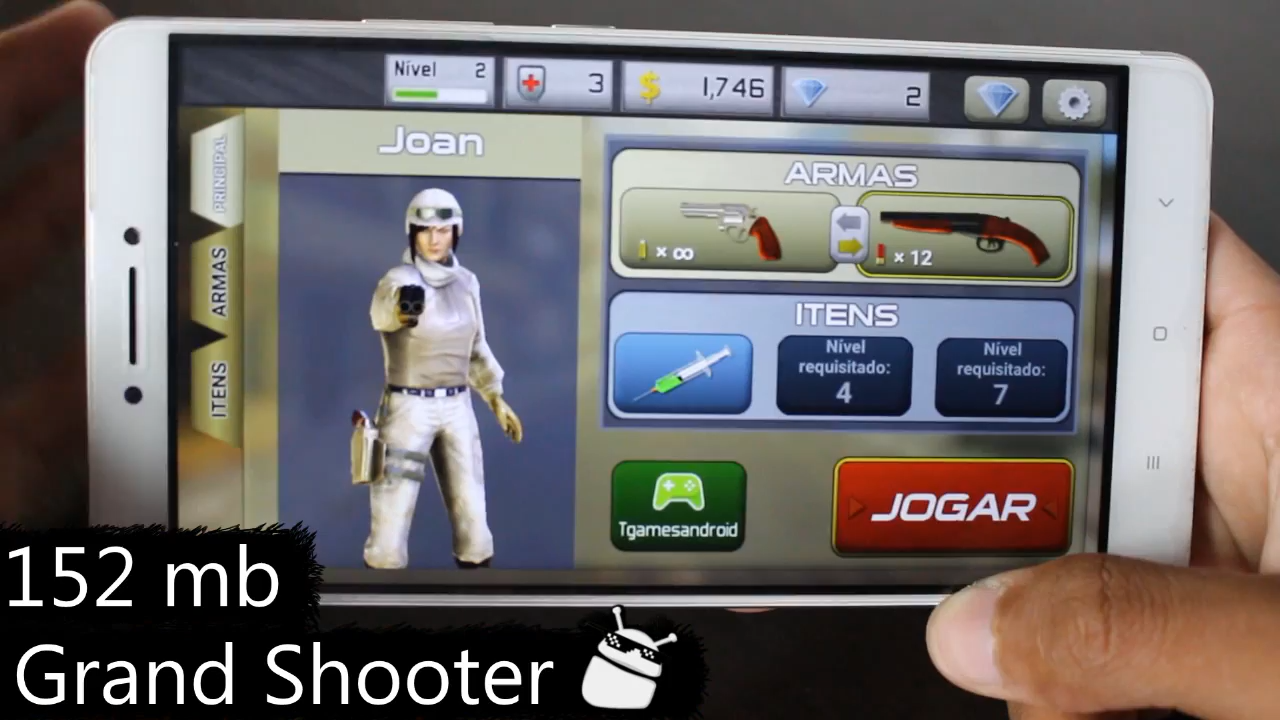 Nível 2
3
$ 1,746
2
Joan
PRINCIPAL
ARMAS
ITENS
ARMAS
× ∞
× 12
ITENS
Nível
requisitado:
4
Nível
requisitado:
7
Tgamesandroid
JOGAR
152 mb
Grand Shooter